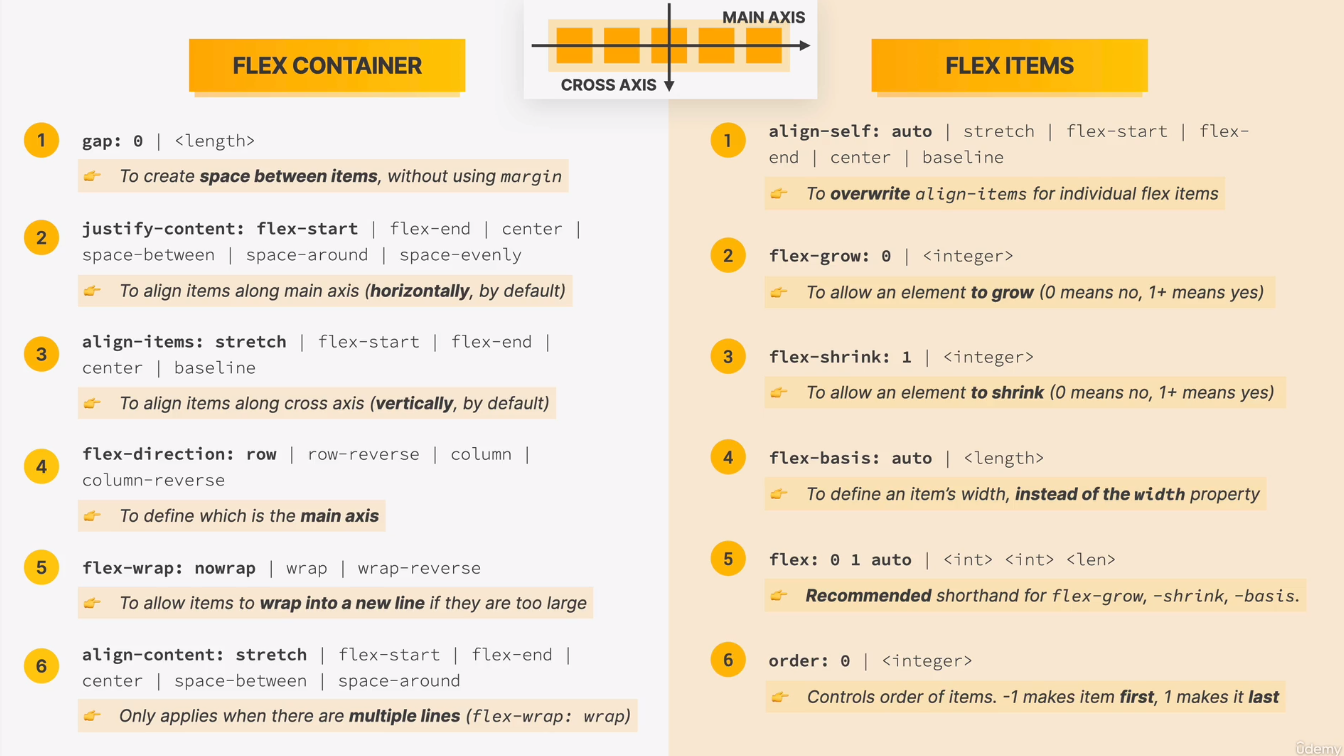 MAIN AXIS
CROSS AXIS
FLEX CONTAINER
1
gap: 0 | <length>
👉 To create space between items, without using margin
2
justify-content: flex-start | flex-end | center |
space-between | space-around | space-evenly
👉 To align items along main axis (horizontally, by default)
3
align-items: stretch | flex-start | flex-end |
center | baseline
👉 To align items along cross axis (vertically, by default)
4
flex-direction: row | row-reverse | column |
column-reverse
👉 To define which is the main axis
5
flex-wrap: nowrap | wrap | wrap-reverse
👉 To allow items to wrap into a new line if they are too large
6
align-content: stretch | flex-start | flex-end |
center | space-between | space-around
👉 Only applies when there are multiple lines (flex-wrap: wrap)
FLEX ITEMS
1
align-self: auto | stretch | flex-start | flex-
end | center | baseline
👉 To overwrite align-items for individual flex items
2
flex-grow: 0 | <integer>
👉 To allow an element to grow (0 means no, 1+ means yes)
3
flex-shrink: 1 | <integer>
👉 To allow an element to shrink (0 means no, 1+ means yes)
4
flex-basis: auto | <length>
👉 To define an item's width, instead of the width property
5
flex: 0 1 auto | <int> <int> <len>
👉 Recommended shorthand for flex-grow, -shrink, -basis.
6
order: 0 | <integer>
👉 Controls order of items. -1 makes item first, 1 makes it last
ûdemy